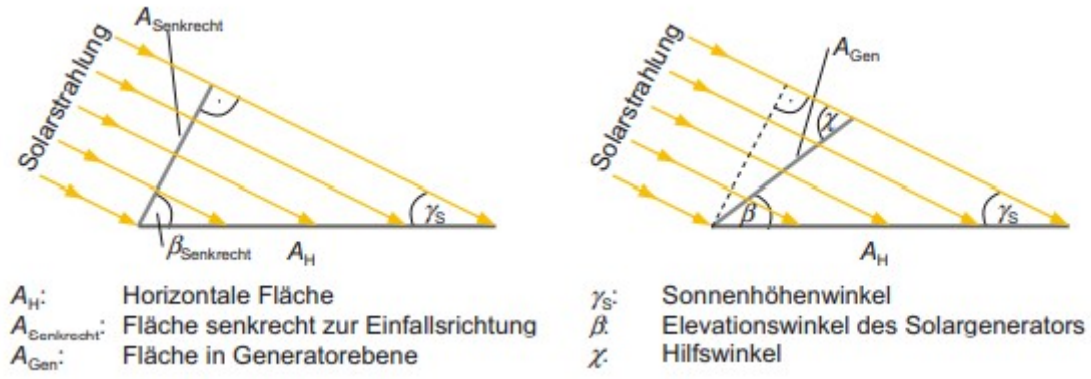 A_Senkrecht
Solarstrahlung
γ_S
β_Senkrecht
A_H
A_Gen
Solarstrahlung
χ
β
γ_S
A_H
A_H: Horizontale Fläche
A_Senkrecht: Fläche senkrecht zur Einfallsrichtung
A_Gen: Fläche in Generatorebene
γ_S: Sonnenhöhenwinkel
β: Elevationswinkel des Solargenerators
χ: Hilfswinkel